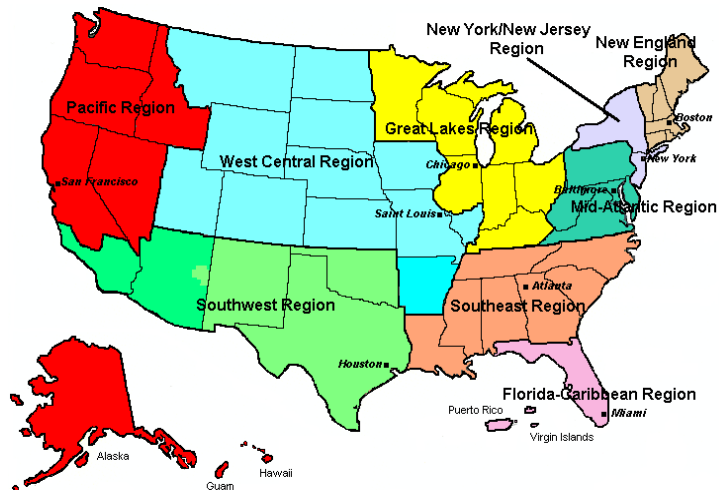 New York/New Jersey
Region
New England
Region
Pacific Region
Great Lakes Region
Boston
West Central Region
Chicago
New York
San Francisco
Baltimore
Saint Louis
Mid-Atlantic Region
Southwest Region
Atlanta
Southeast Region
Houston
Florida-Caribbean Region
Puerto Rico
Miami
Virgin Islands
Alaska
Hawaii
Guam